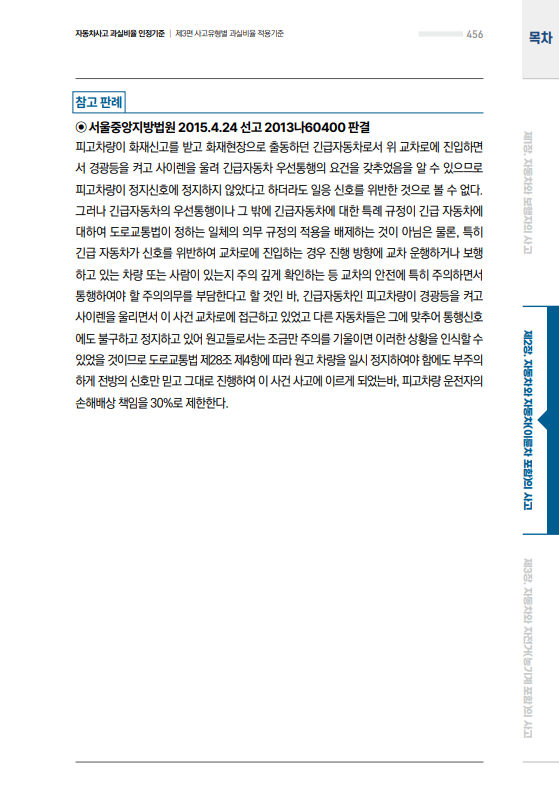 자동차사고 과실비율 인정기준 | 제3편 사고유형별 과실비율 적용기준
456
목차
참고 판례
◉ 서울중앙지방법원 2015.4.24 선고 2013나60400 판결
피고차량이 화재신고를 받고 화재현장으로 출동하던 긴급자동차로서 위 교차로에 진입하면
서 경광등을 켜고 사이렌을 울려 긴급자동차 우선통행의 요건을 갖추었음을 알 수 있으므로
피고차량이 정지신호에 정지하지 않았다고 하더라도 일응 신호를 위반한 것으로 볼 수 없다.
그러나 긴급자동차의 우선통행이나 그 밖에 긴급자동차에 대한 특례 규정이 긴급 자동차에
대하여 도로교통법이 정하는 일체의 의무 규정의 적용을 배제하는 것이 아님은 물론, 특히
긴급 자동차가 신호를 위반하여 교차로에 진입하는 경우 진행 방향에 교차 운행하거나 보행
하고 있는 차량 또는 사람이 있는지 주의 깊게 확인하는 등 교차의 안전에 특히 주의하면서
통행하여야 할 주의의무를 부담한다고 할 것인 바, 긴급자동차인 피고차량이 경광등을 켜고
사이렌을 울리면서 이 사건 교차로에 접근하고 있었고 다른 자동차들은 그에 맞추어 통행신호
에도 불구하고 정지하고 있어 원고들로서는 조금만 주의를 기울이면 이러한 상황을 인식할 수
있었을 것이므로 도로교통법 제28조 제4항에 따라 원고 차량을 일시 정지하여야 함에도 부주의
하게 전방의 신호만 믿고 그대로 진행하여 이 사건 사고에 이르게 되었는바, 피고차량 운전자의
손해배상 책임을 30%로 제한한다.
제1장. 자동차와 보행자의 사고
제2장. 자동차와 자동차(이륜차 포함)의 사고
제3장. 자동차와 자전거(농기계 포함)의 사고